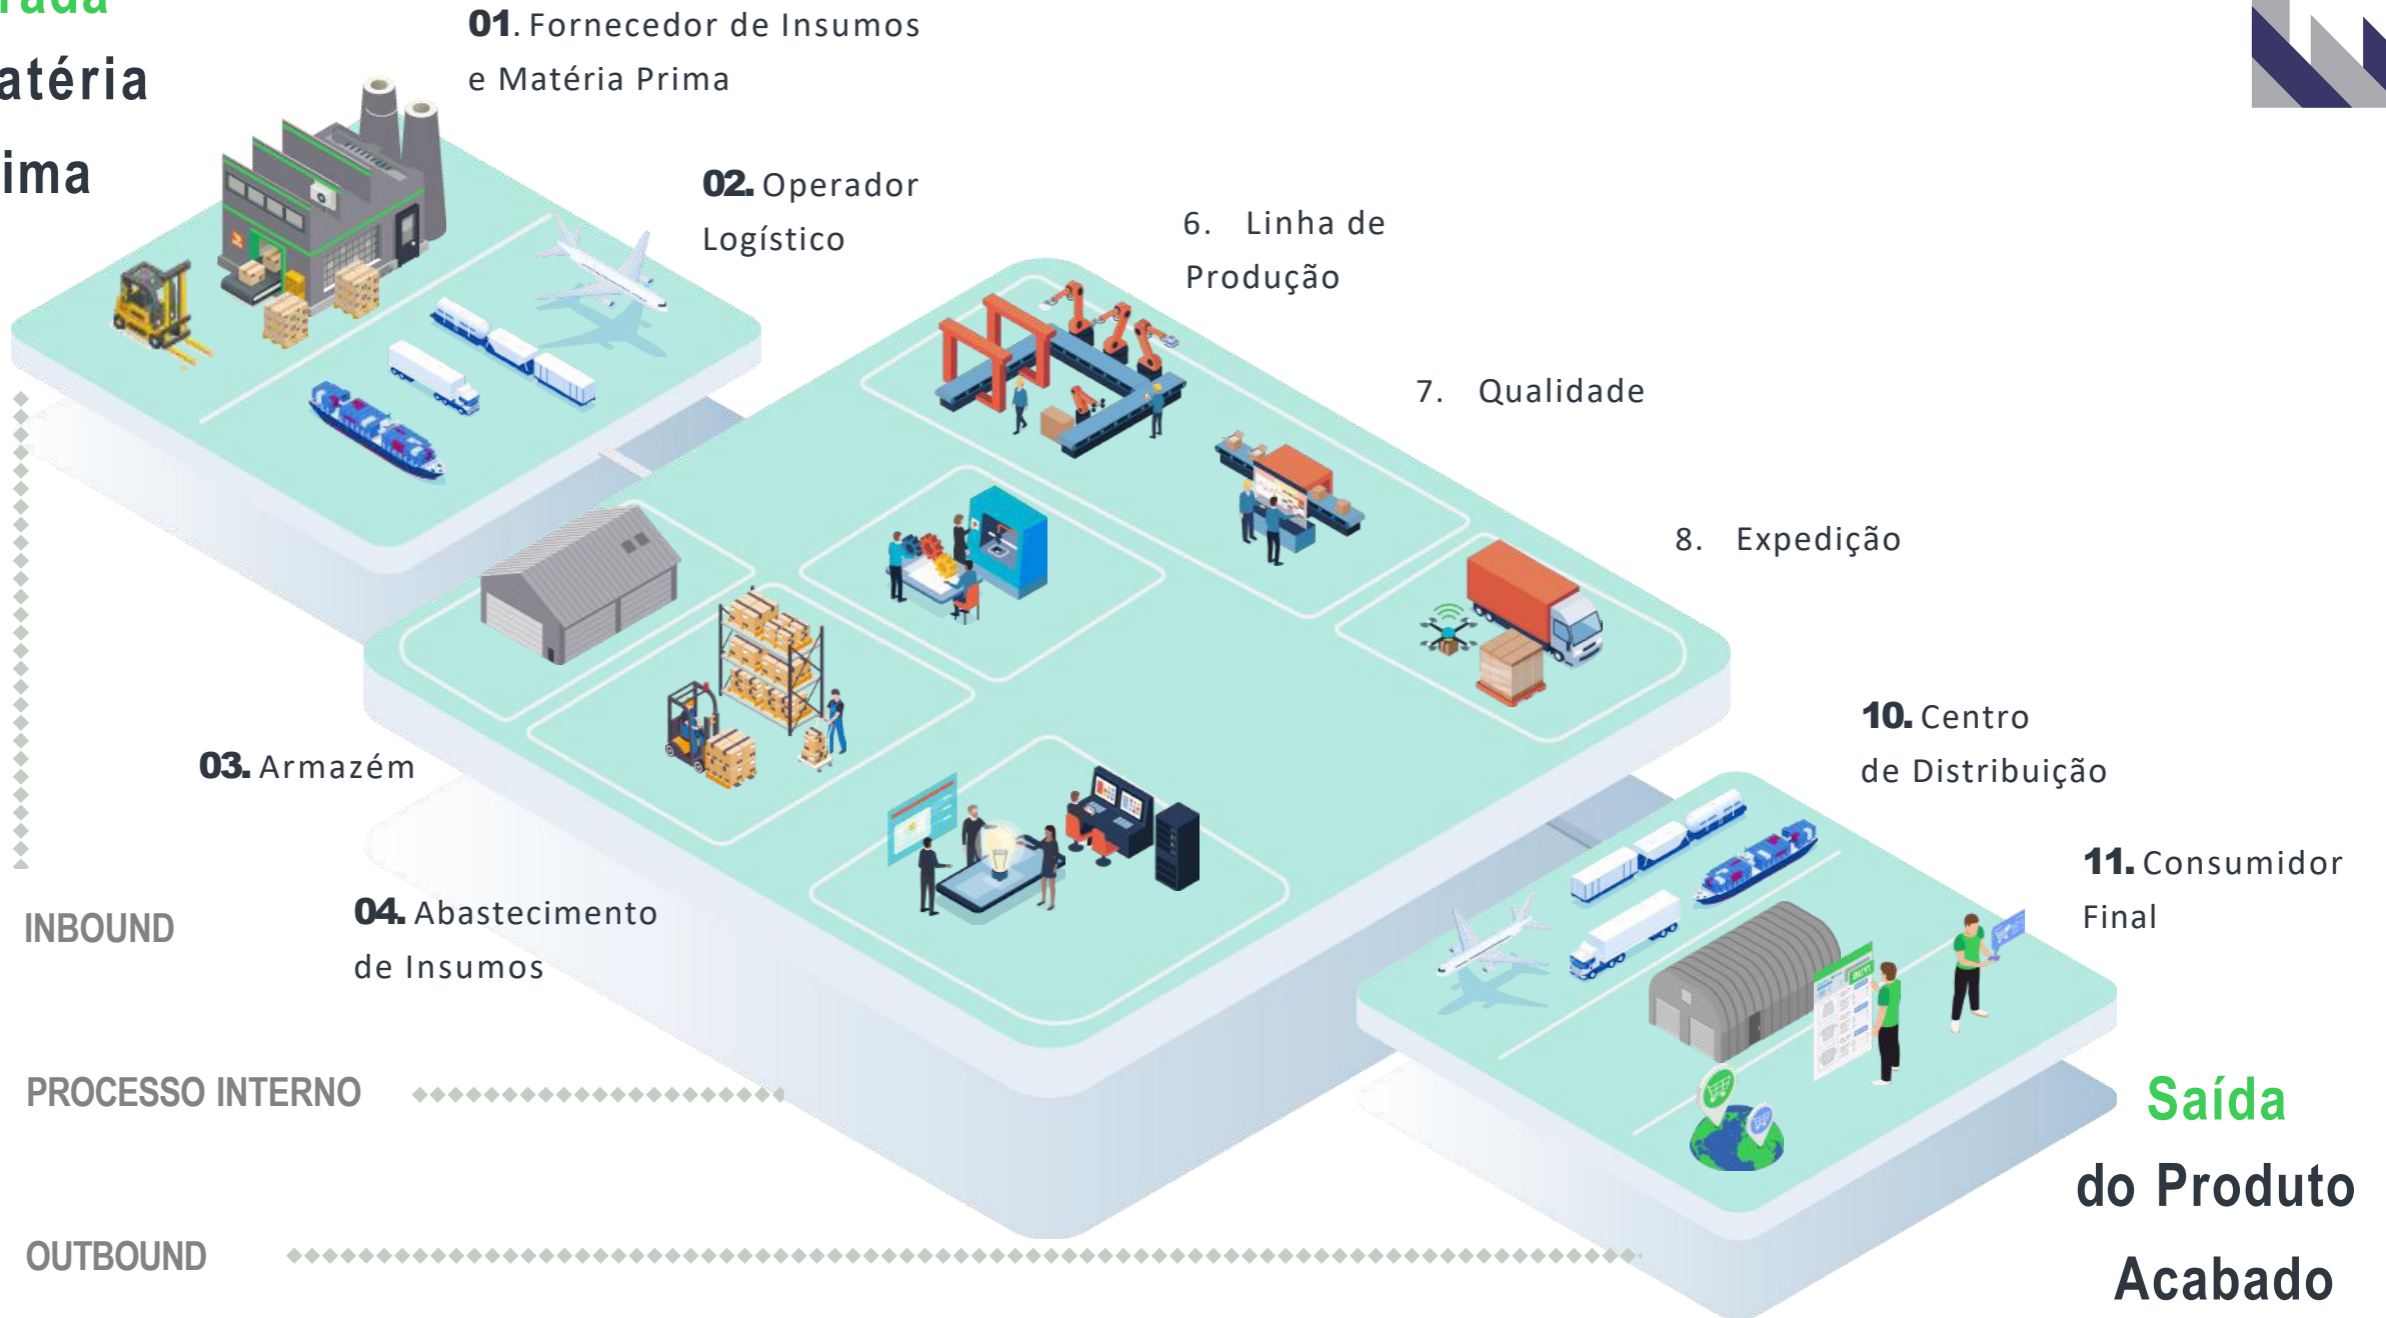 rada
atéria
ima
01. Fornecedor de Insumos
e Matéria Prima
02. Operador
Logístico
6. Linha de
Produção
7. Qualidade
8. Expedição
03. Armazém
10. Centro
de Distribuição
11. Consumidor
Final
04. Abastecimento
de Insumos
INBOUND
PROCESSO INTERNO
OUTBOUND
BUY!
Saída
do Produto
Acabado